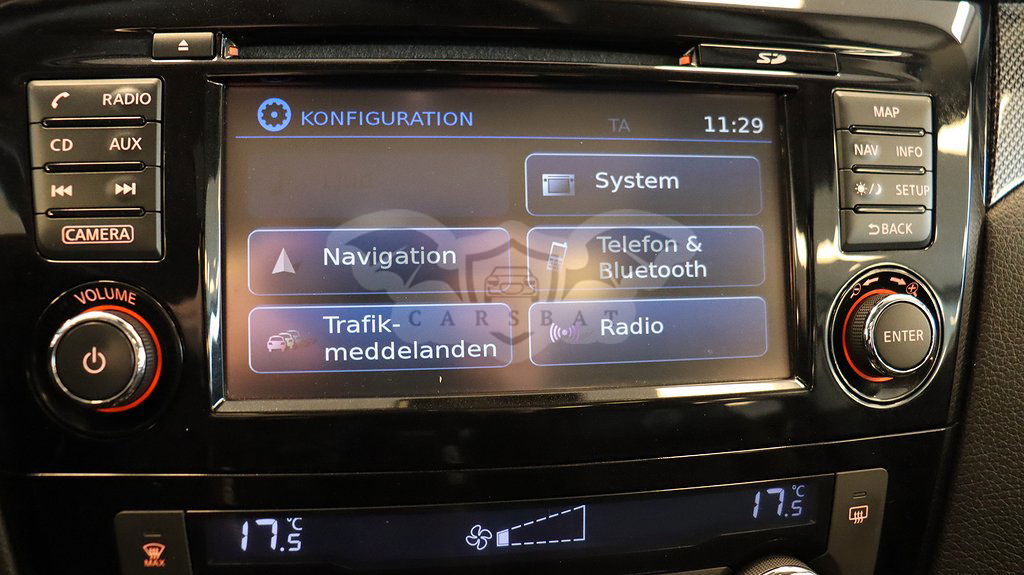 RADIO
CD AUX
CAMERA
VOLUME
SD
KONFIGURATION TA 11:29
System
Navigation
Telefon &
Bluetooth
Trafik-
meddelanden
Radio
CARSBAT
MAP
NAV INFO
SETUP
BACK
ENTER
17.5 °C
17.5 °C
MAX